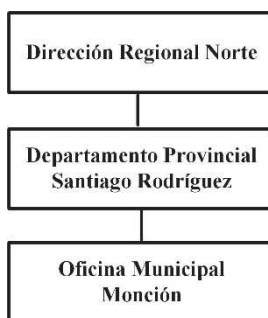 Dirección Regional Norte
Departamento Provincial
Santiago Rodríguez
Oficina Municipal
Monción